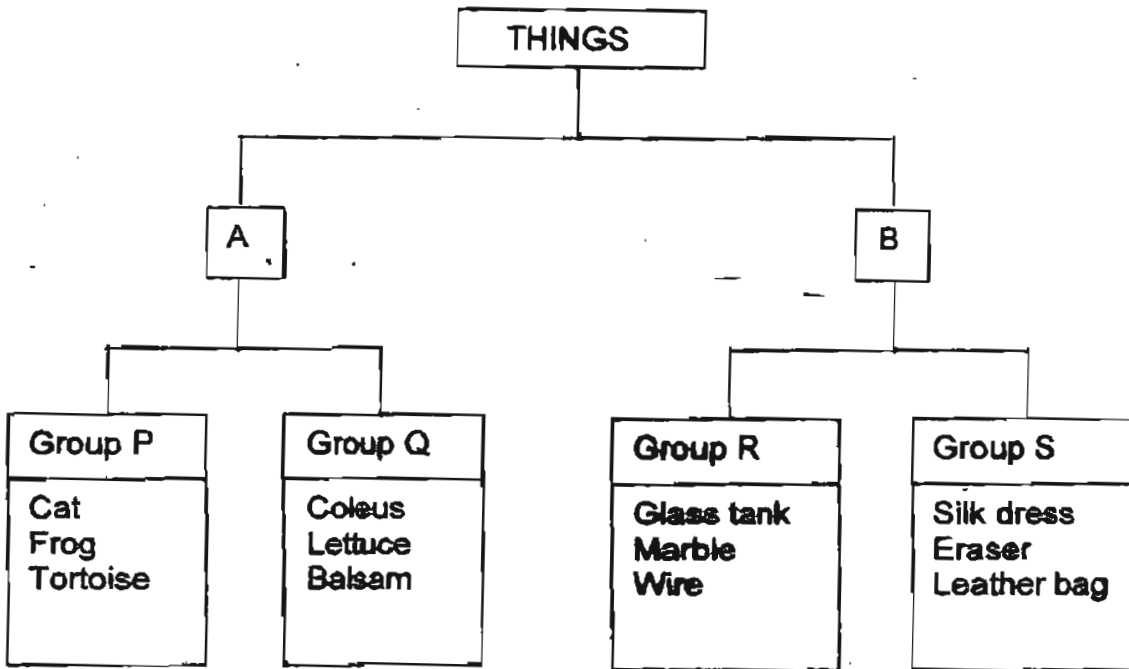 THINGS
A
B
Group P
Cat
Frog
Tortoise
Group Q
Coleus
Lettuce
Balsam
Group R
Glass tank
Marble
Wire
Group S
Silk dress
Eraser
Leather bag